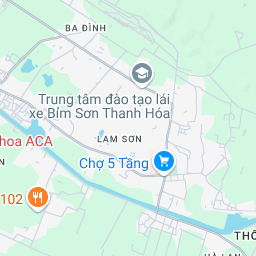 BA ĐÌNH
Trung tâm đào tạo lái
xe Bỉm Sơn Thanh Hóa
hoa ACA
LAM SƠN
Chợ 5 Tầng
102
THÔ
HÀ LAN